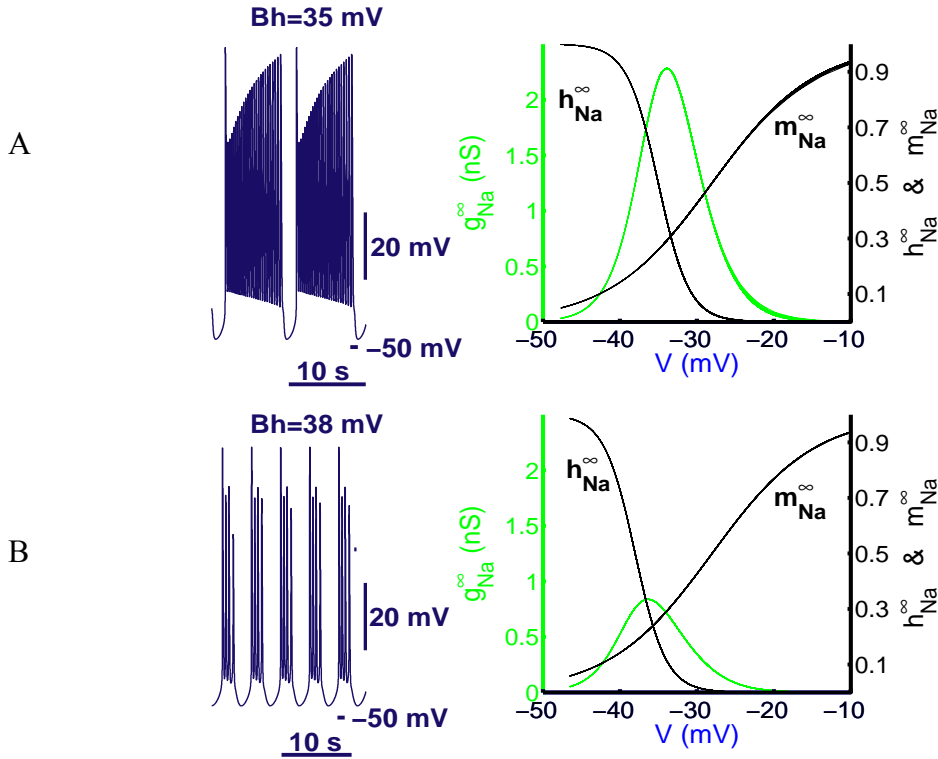 A
Bh=35 mV
20 mV
−50 mV
10 s
g∞Na (nS)
2
1.5
1
0.5
0
h∞Na
m∞Na
0.9
0.7
0.5
0.3
0.1
h∞Na & m∞Na
−50 −40 −30 −20 −10
V (mV)
B
Bh=38 mV
20 mV
−50 mV
10 s
g∞Na (nS)
2
1.5
1
0.5
0
h∞Na
m∞Na
0.9
0.7
0.5
0.3
0.1
h∞Na & m∞Na
−50 −40 −30 −20 −10
V (mV)